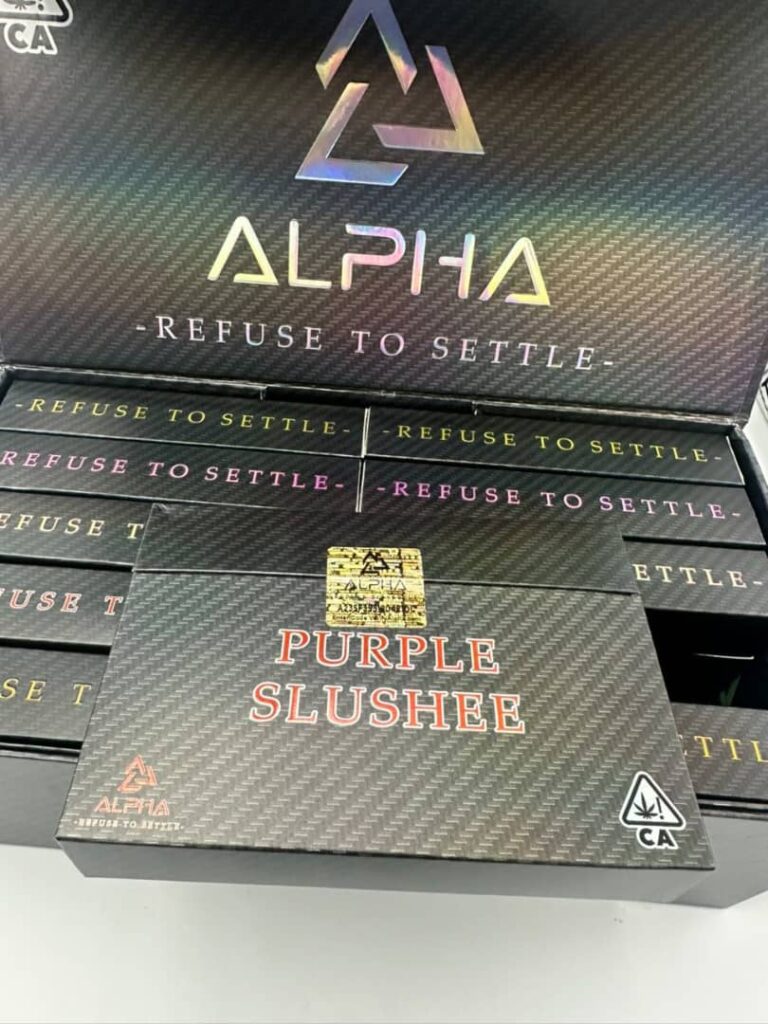 CA
ALPHA
-REFUSE TO SETTLE-
-REFUSE TO SETTLE-
-REFUSE TO SETTLE-
REFUSE TO SETTLE-
-REFUSE TO SETTLE-
EFUSE T
ETTLE-
USE T
SE T
ETTL
ALPHA
PURPLE
SLUSHEE
ALPHA
-REFUSE TO SETTLE-
CA